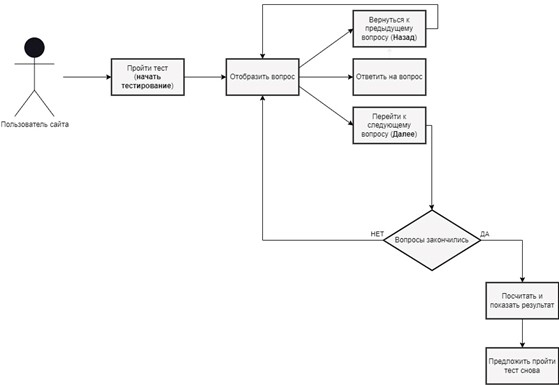 Вернуться к
предыдущему
вопросу (Назад)
Пройти тест
(начать
тестирование)
Отобразить вопрос
Ответить на вопрос
Пользователь сайта
Перейти к
следующему
вопросу (Далее)
НЕТ
Вопросы закончились
ДА
Посчитать и
показать результат
Предложить пройти
тест снова